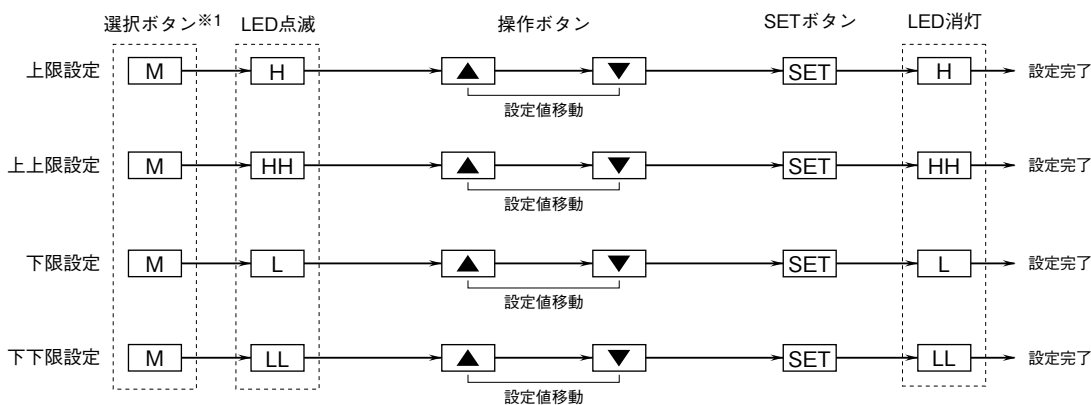 選択ボタン※1 LED点滅 操作ボタン SETボタン LED消灯
上限設定 M H ▲ ▼ SET H 設定完了
設定値移動
上上限設定 M HH ▲ ▼ SET HH 設定完了
設定値移動
下限設定 M L ▲ ▼ SET L 設定完了
設定値移動
下下限設定 M LL ▲ ▼ SET LL 設定完了
設定値移動